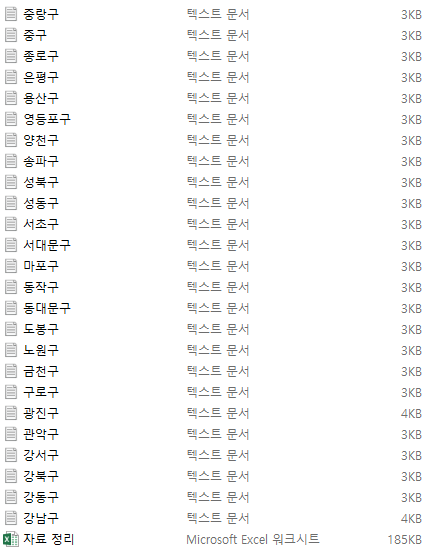 중랑구 텍스트 문서 3KB
중구 텍스트 문서 3KB
종로구 텍스트 문서 3KB
은평구 텍스트 문서 3KB
용산구 텍스트 문서 3KB
영등포구 텍스트 문서 3KB
양천구 텍스트 문서 3KB
송파구 텍스트 문서 3KB
성북구 텍스트 문서 3KB
성동구 텍스트 문서 3KB
서초구 텍스트 문서 3KB
서대문구 텍스트 문서 3KB
마포구 텍스트 문서 3KB
동작구 텍스트 문서 3KB
동대문구 텍스트 문서 3KB
도봉구 텍스트 문서 3KB
노원구 텍스트 문서 3KB
금천구 텍스트 문서 3KB
구로구 텍스트 문서 3KB
광진구 텍스트 문서 4KB
관악구 텍스트 문서 3KB
강서구 텍스트 문서 3KB
강북구 텍스트 문서 3KB
강동구 텍스트 문서 3KB
강남구 텍스트 문서 4KB
자료 정리 Microsoft Excel 워크시트 185KB